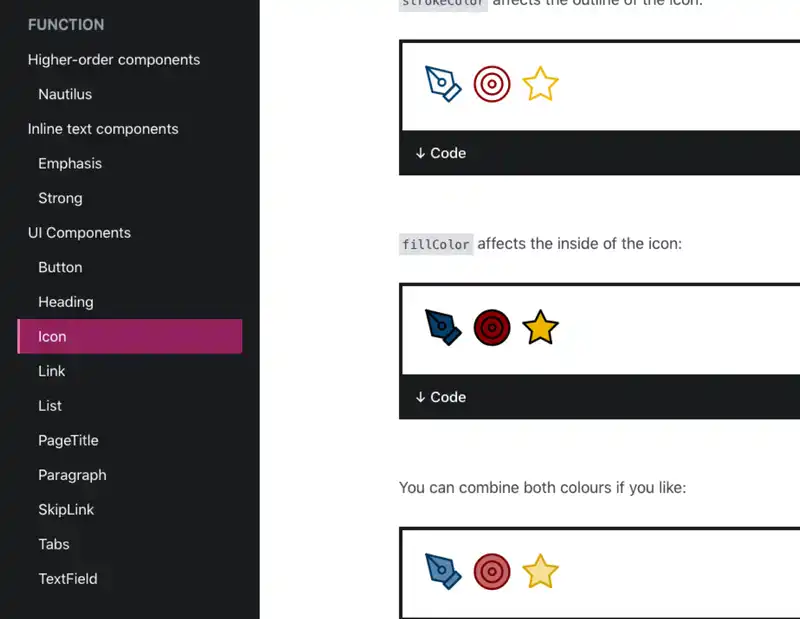 FUNCTION
Higher-order components
Nautilus
Inline text components
Emphasis
Strong
UI Components
Button
Heading
Icon
Link
List
PageTitle
Paragraph
SkipLink
Tabs
TextField
strokeColor affects the outline of the icon:
↓ Code
fillColor affects the inside of the icon:
↓ Code
You can combine both colours if you like: